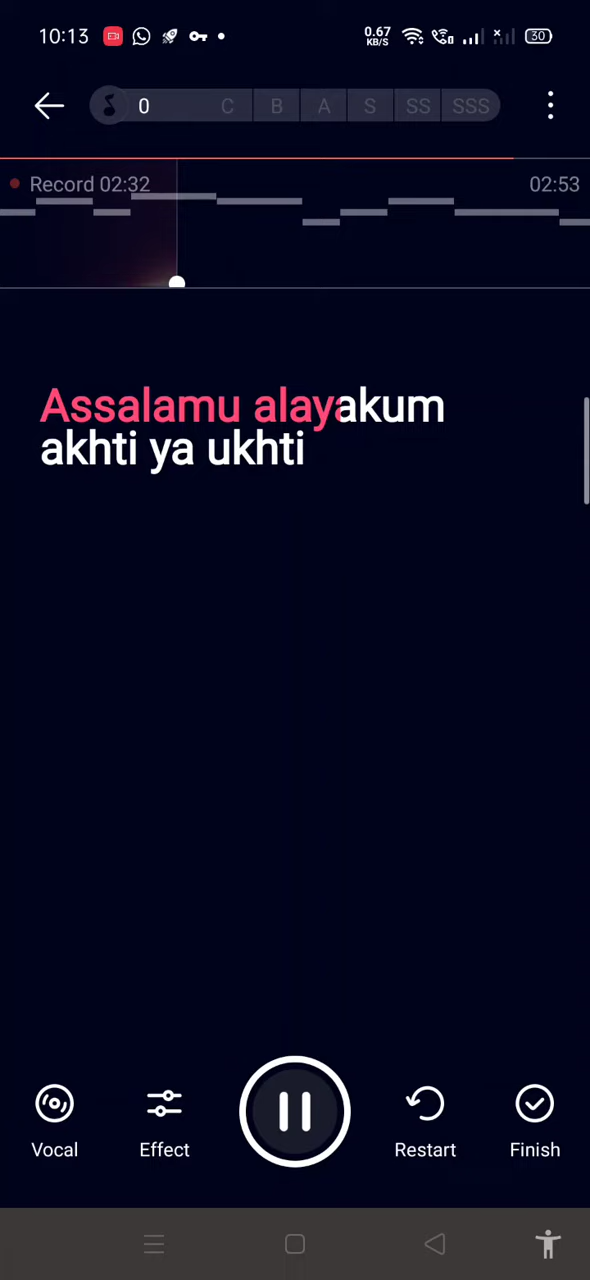 10:13 0.67 KB/S 30
0 C B A S SS SSS
Record 02:32 02:53
Assalamu alayakum
akhti ya ukhti
Vocal Effect Restart Finish